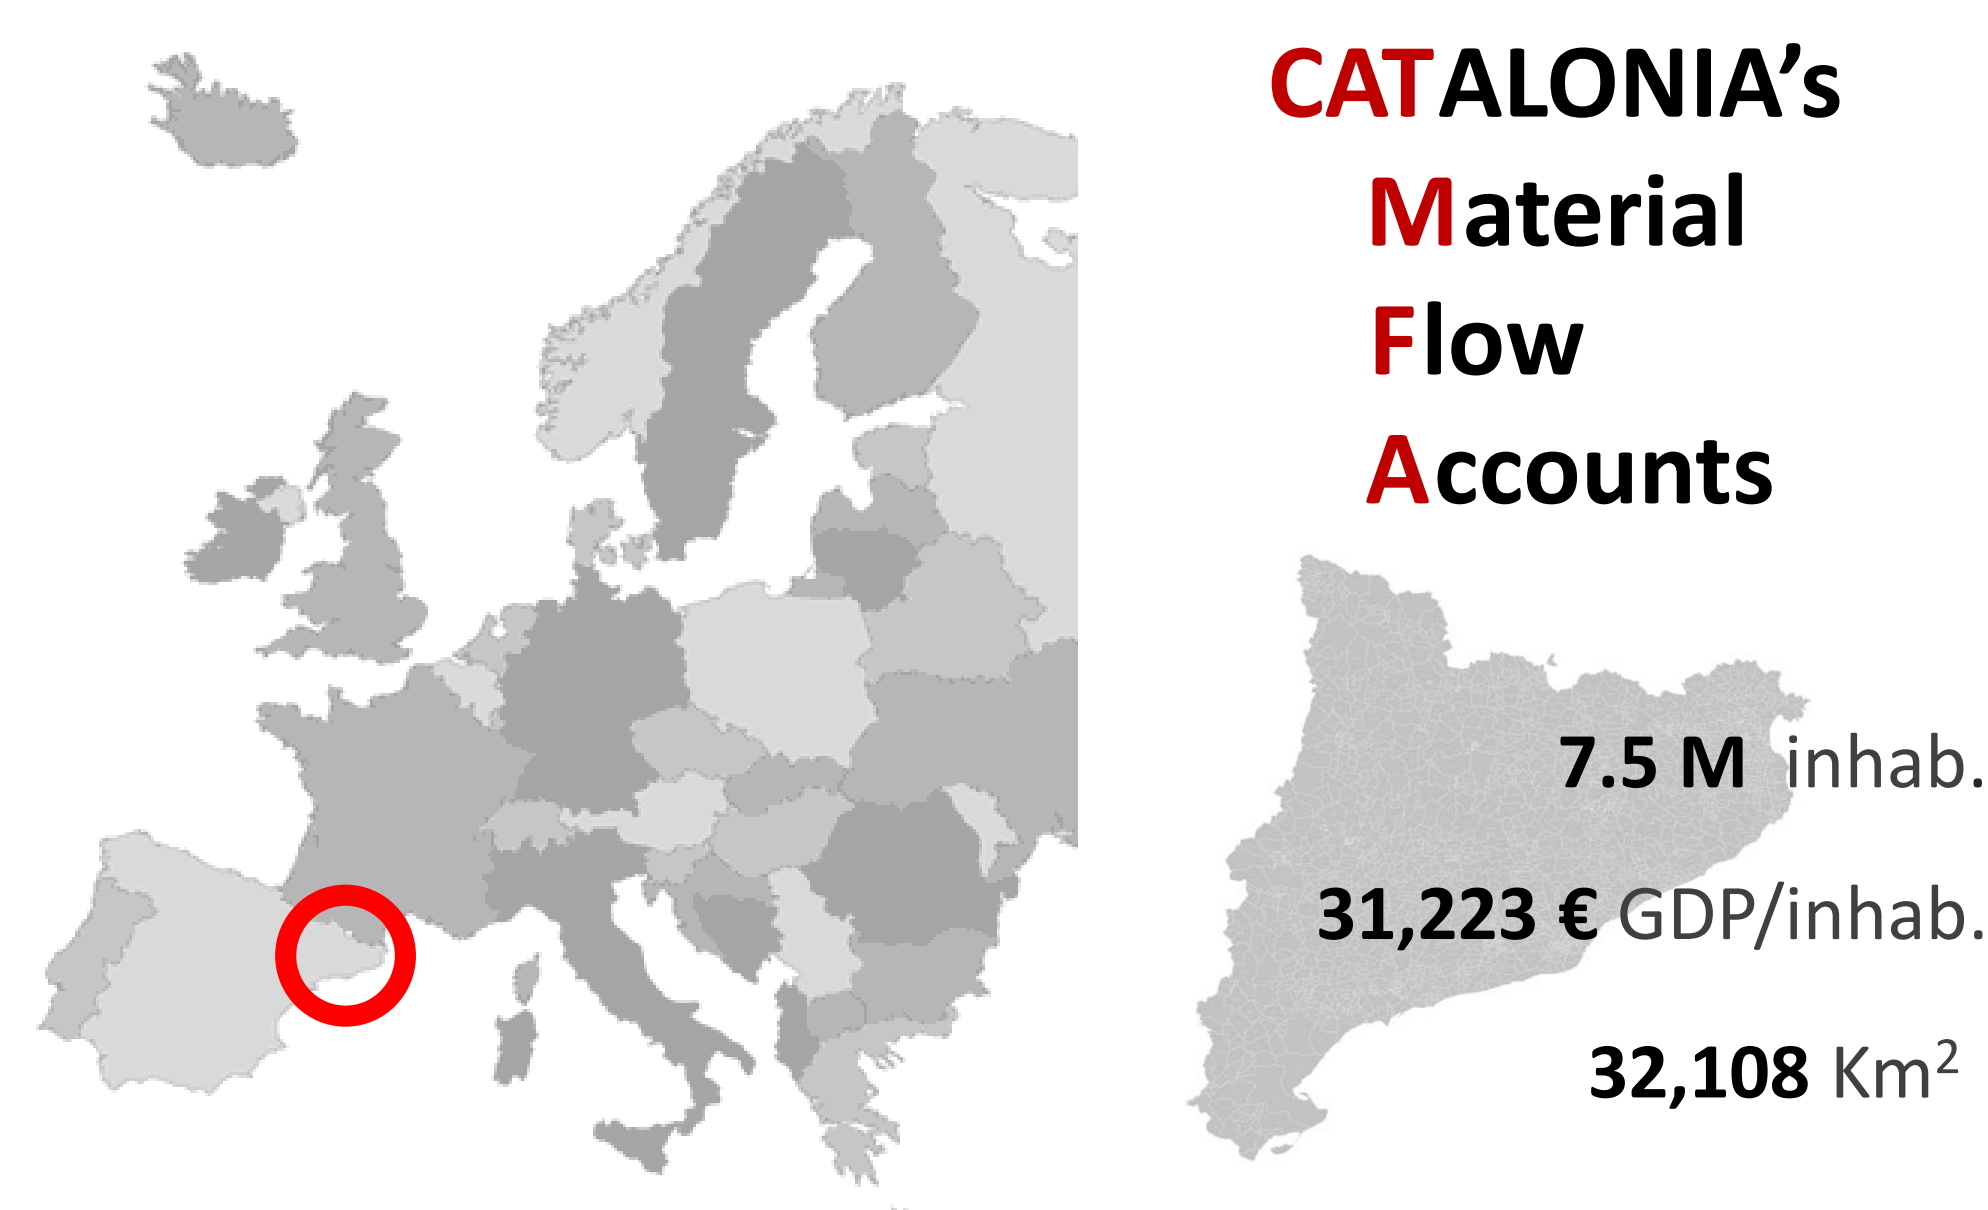 CATALONIA’s
Material
Flow
Accounts
7.5 M inhab.
31,223 € GDP/inhab.
32,108 Km²